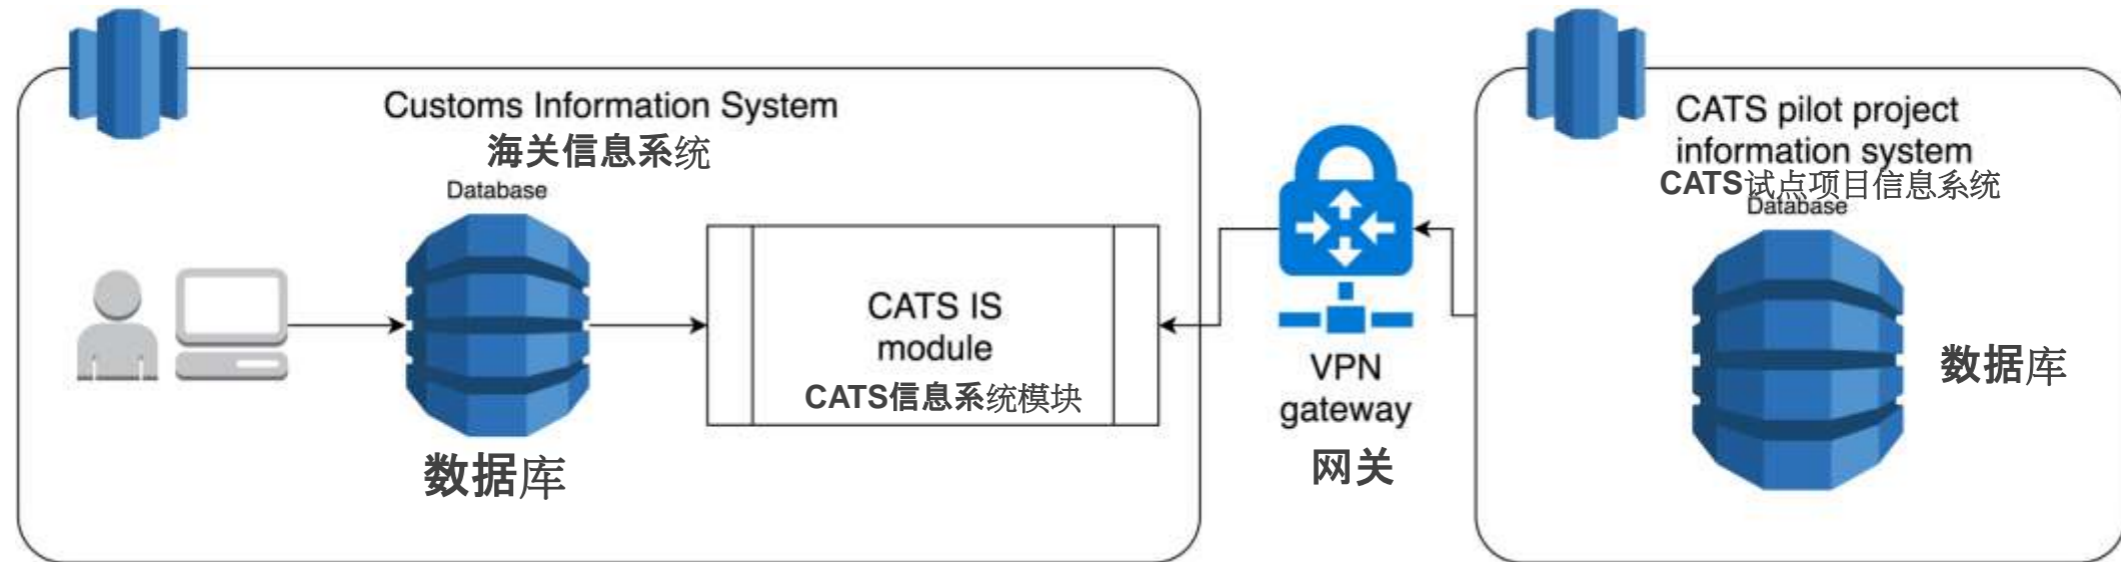 Customs Information System
海关信息系统
Database
数据库
CATS IS
module
CATS信息系统模块
VPN
gateway
网关
CATS pilot project
information system
CATS试点项目信息系统
Database
数据库